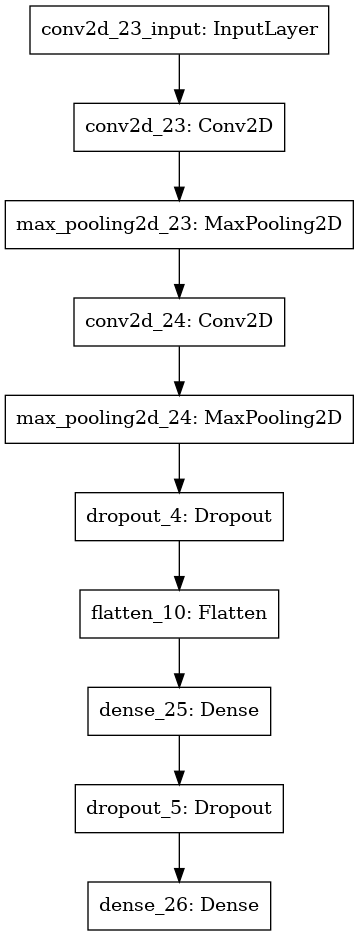 conv2d_23_input: InputLayer
conv2d_23: Conv2D
max_pooling2d_23: MaxPooling2D
conv2d_24: Conv2D
max_pooling2d_24: MaxPooling2D
dropout_4: Dropout
flatten_10: Flatten
dense_25: Dense
dropout_5: Dropout
dense_26: Dense